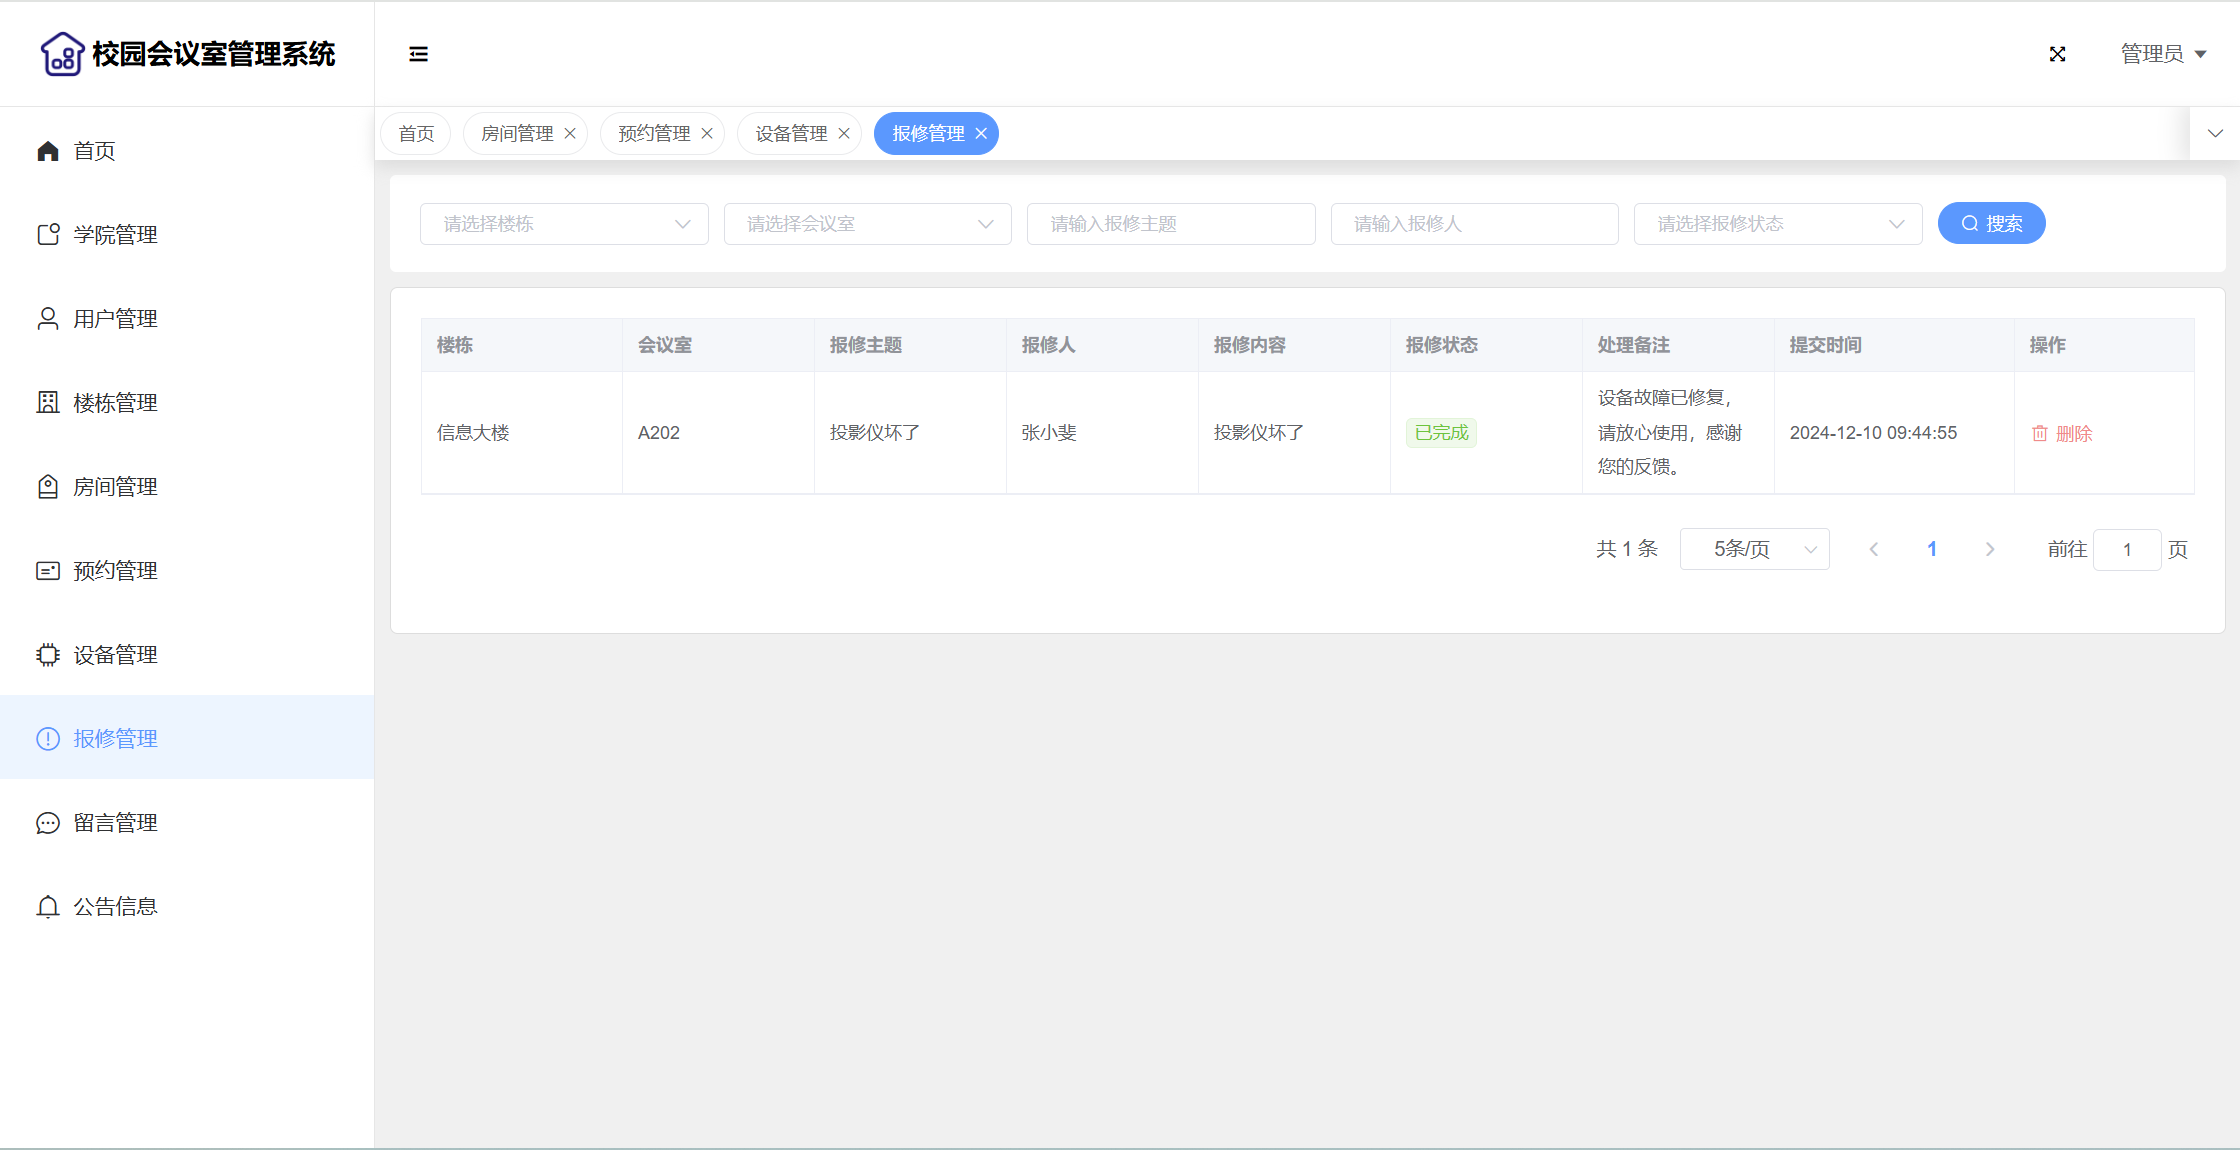 校园会议室管理系统
管理员
首页
学院管理
用户管理
楼栋管理
房间管理
预约管理
设备管理
报修管理
留言管理
公告信息
首页 房间管理 预约管理 设备管理 报修管理
请选择楼栋 请选择会议室 请输入报修主题 请输入报修人 请选择报修状态 搜索
楼栋 会议室 报修主题 报修人 报修内容 报修状态 处理备注 提交时间 操作
信息大楼 A202 投影仪坏了 张小斐 投影仪坏了 已完成 设备故障已修复，
请放心使用，感谢
您的反馈。
2024-12-10 09:44:55 删除
共 1 条 5条/页 1 前往 1 页